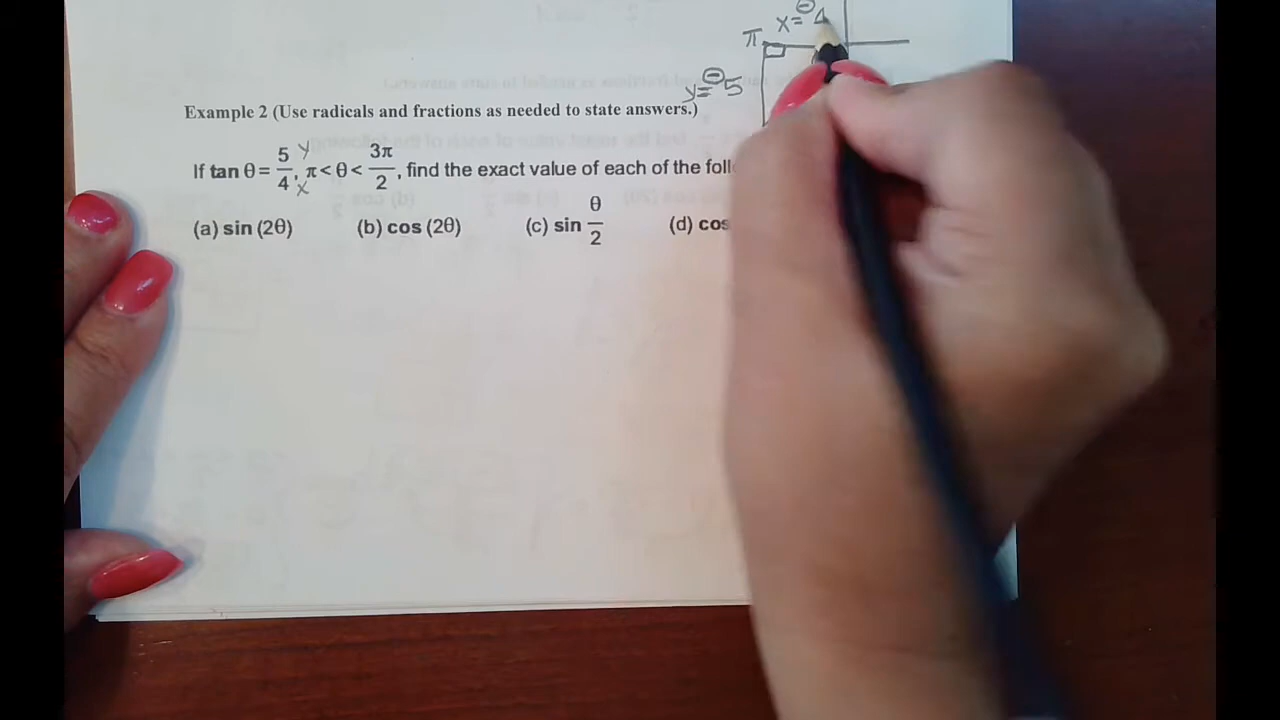 x= ⊖4
π
y= ⊖5
Example 2 (Use radicals and fractions as needed to state answers.)
If tan θ = 5/4 y/x, π < θ < 3π/2, find the exact value of each of the
(a) sin (2θ) (b) cos (2θ) (c) sin θ/2 (d) cos